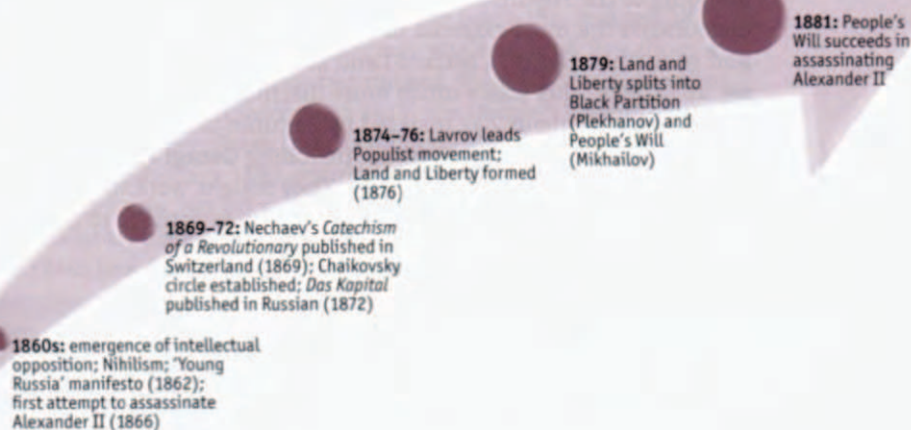 1860s: emergence of intellectual
opposition; Nihilism; 'Young
Russia' manifesto (1862);
first attempt to assassinate
Alexander II (1866)
1869–72: Nechaev's Catechism
of a Revolutionary published in
Switzerland (1869); Chaikovsky
circle established; Das Kapital
published in Russian (1872)
1874–76: Lavrov leads
Populist movement;
Land and Liberty formed
(1876)
1879: Land and
Liberty splits into
Black Partition
(Plekhanov) and
People's Will
(Mikhailov)
1881: People's
Will succeeds in
assassinating
Alexander II